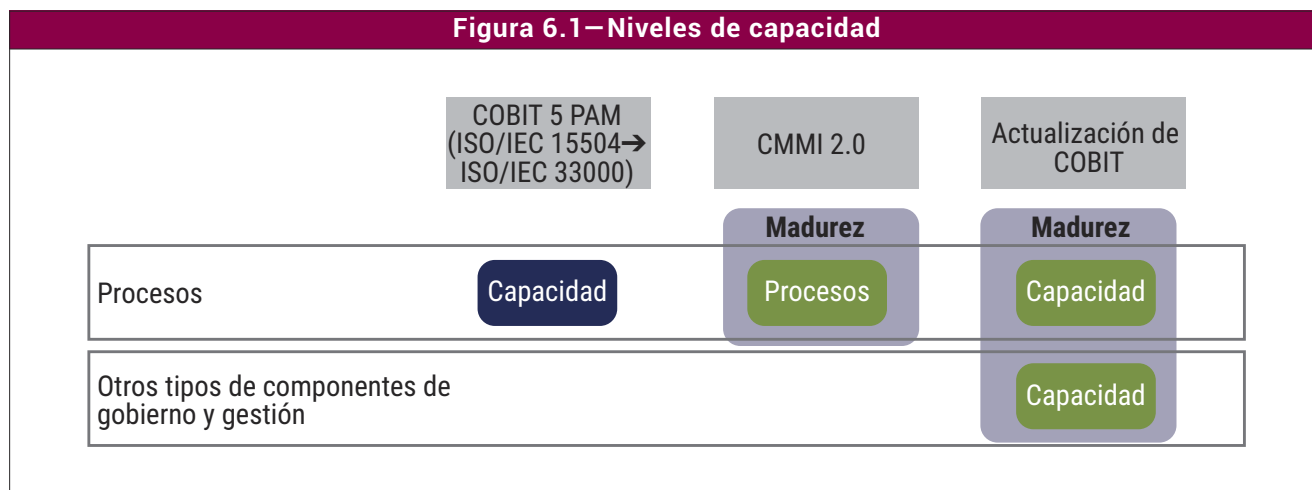 Figura 6.1—Niveles de capacidad
COBIT 5 PAM
(ISO/IEC 15504➔
ISO/IEC 33000)
CMMI 2.0
Actualización de
COBIT
Madurez
Madurez
Procesos
Capacidad
Procesos
Capacidad
Otros tipos de componentes de
gobierno y gestión
Capacidad